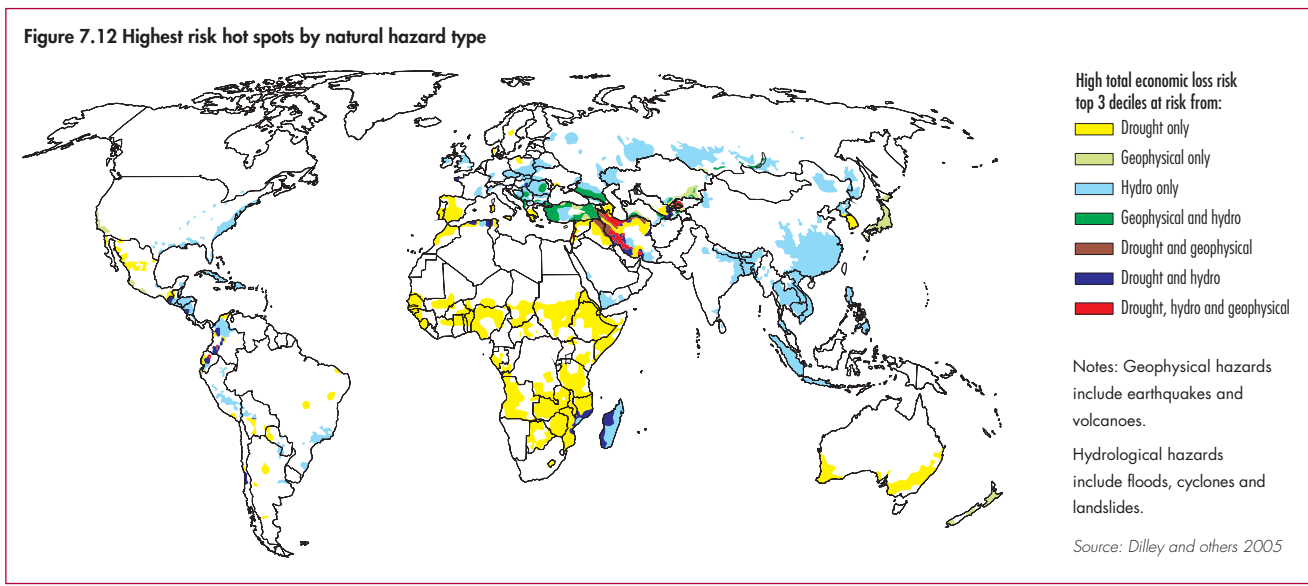 Figure 7.12 Highest risk hot spots by natural hazard type
High total economic loss risk
top 3 deciles at risk from:
Drought only
Geophysical only
Hydro only
Geophysical and hydro
Drought and geophysical
Drought and hydro
Drought, hydro and geophysical
Notes: Geophysical hazards
include earthquakes and
volcanoes.
Hydrological hazards
include floods, cyclones and
landslides.
Source: Dilley and others 2005